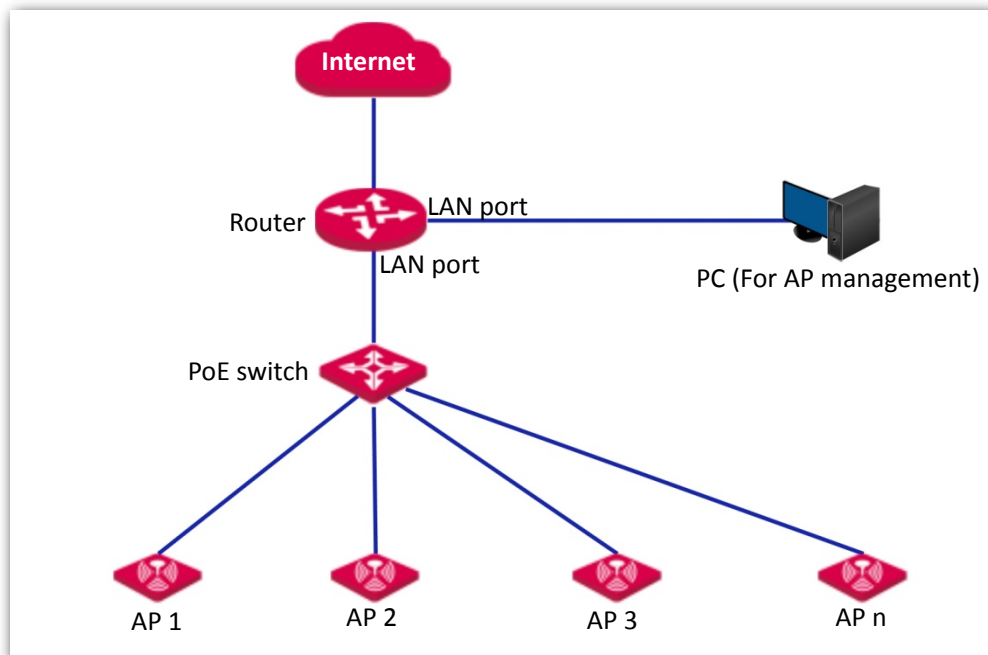 Internet
LAN port
Router
LAN port
PC (For AP management)
PoE switch
AP 1
AP 2
AP 3
AP n